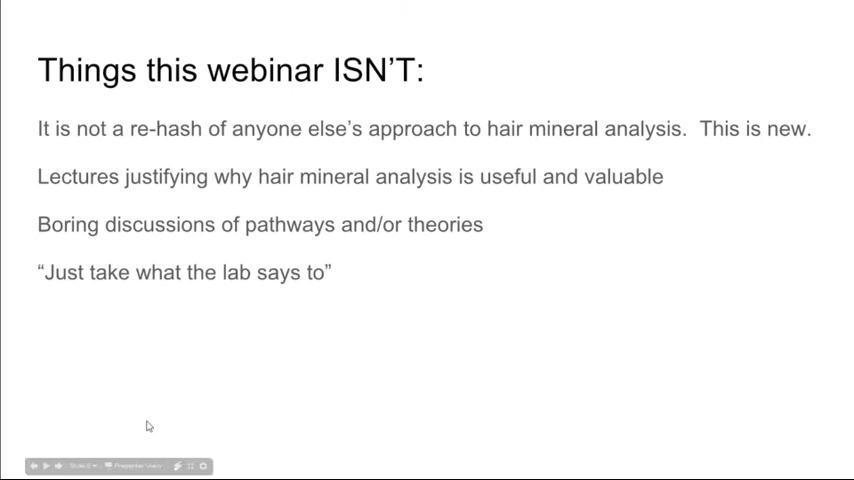 Things this webinar ISN’T:
It is not a re-hash of anyone else’s approach to hair mineral analysis.  This is new.
Lectures justifying why hair mineral analysis is useful and valuable
Boring discussions of pathways and/or theories
“Just take what the lab says to”
Presenter View